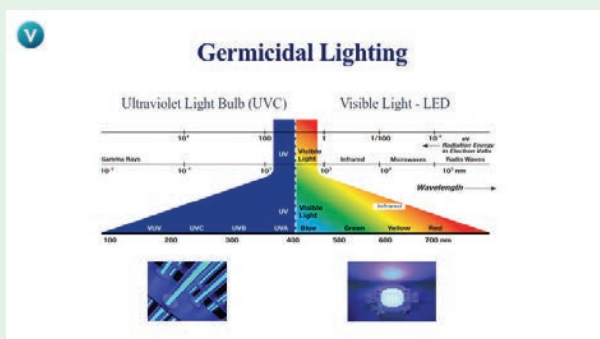 V
Germicidal Lighting
Ultraviolet Light Bulb (UVC) Visible Light - LED
100 1 1/100 eV
Radiation Energy
in Electron Volts
Gamma Rays UV Visible Light Infrared Microwaves Radio Waves
nm
Wavelength
UV Visible Light Infrared
VUV UVC UVB UVA Blue Green Yellow Red
100 200 300 400 500 600 700 nm